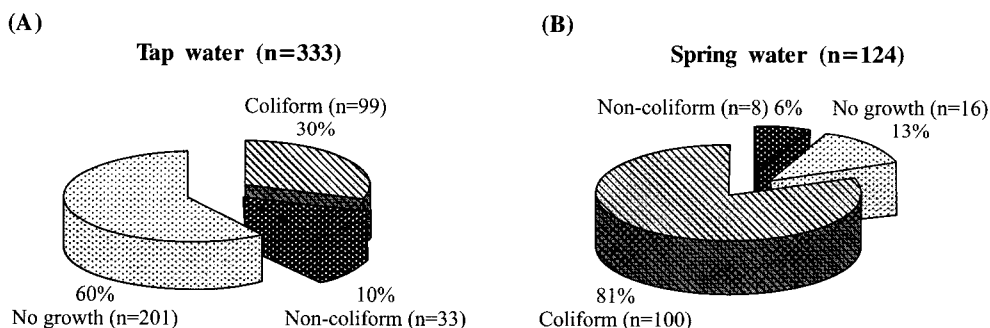 (A)
Tap water (n=333)
Coliform (n=99)
30%
60%
No growth (n=201)
10%
Non-coliform (n=33)
(B)
Spring water (n=124)
Non-coliform (n=8) 6%
No growth (n=16)
13%
81%
Coliform (n=100)